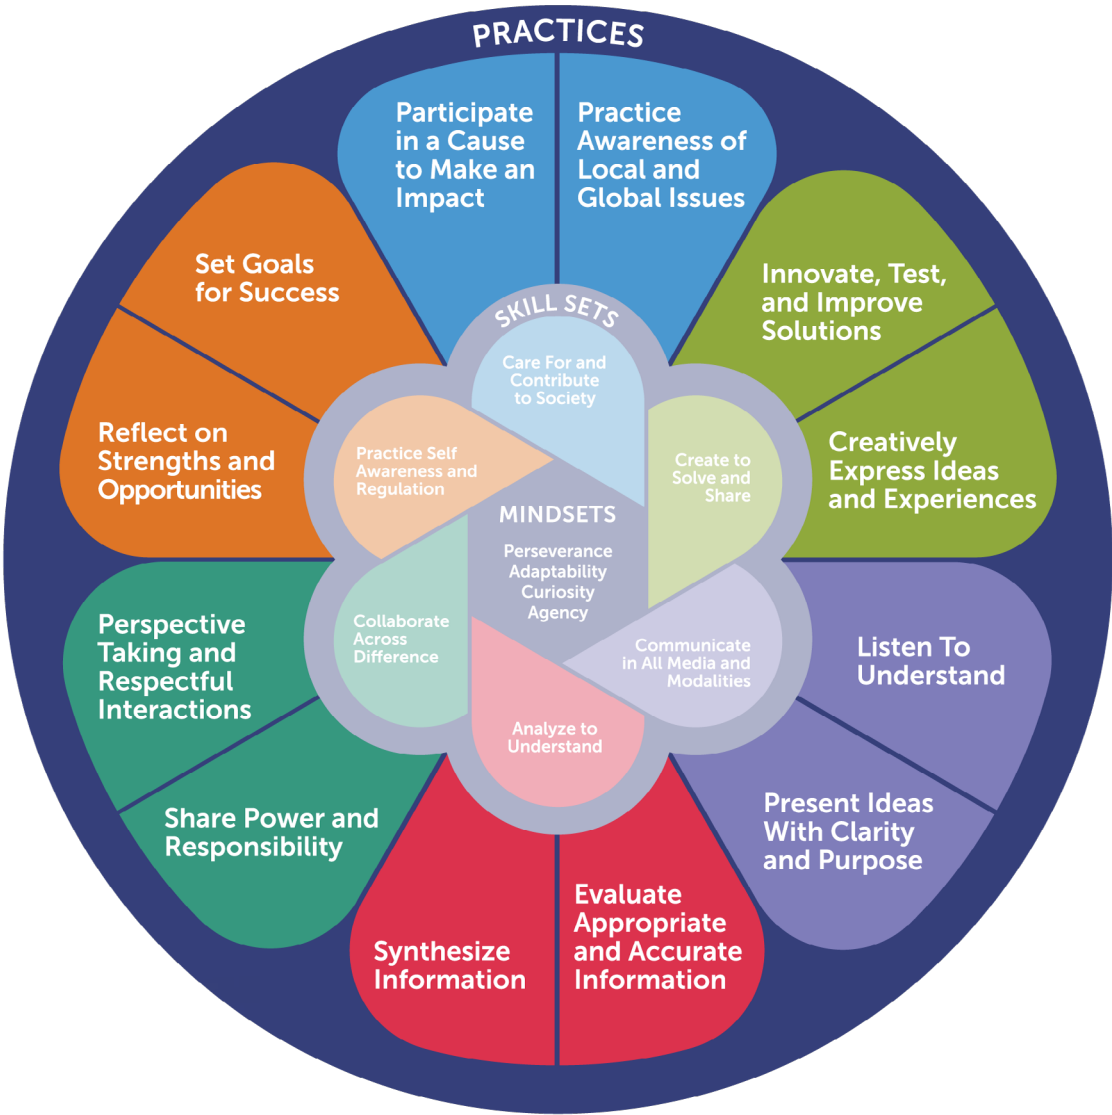 PRACTICES
Participate
in a Cause
to Make an
Impact
Practice
Awareness of
Local and
Global Issues
Innovate, Test,
and Improve
Solutions
Creatively
Express Ideas
and Experiences
Listen To
Understand
Present Ideas
With Clarity
and Purpose
Evaluate
Appropriate
and Accurate
Information
Synthesize
Information
Share Power and
Responsibility
Perspective
Taking and
Respectful
Interactions
Reflect on
Strengths and
Opportunities
Set Goals
for Success
SKILL SETS
Care For and
Contribute
to Society
Create to
Solve and
Share
Communicate
in All Media and
Modalities
Analyze to
Understand
Collaborate
Across
Difference
Practice Self
Awareness and
Regulation
MINDSETS
Perseverance
Adaptability
Curiosity
Agency